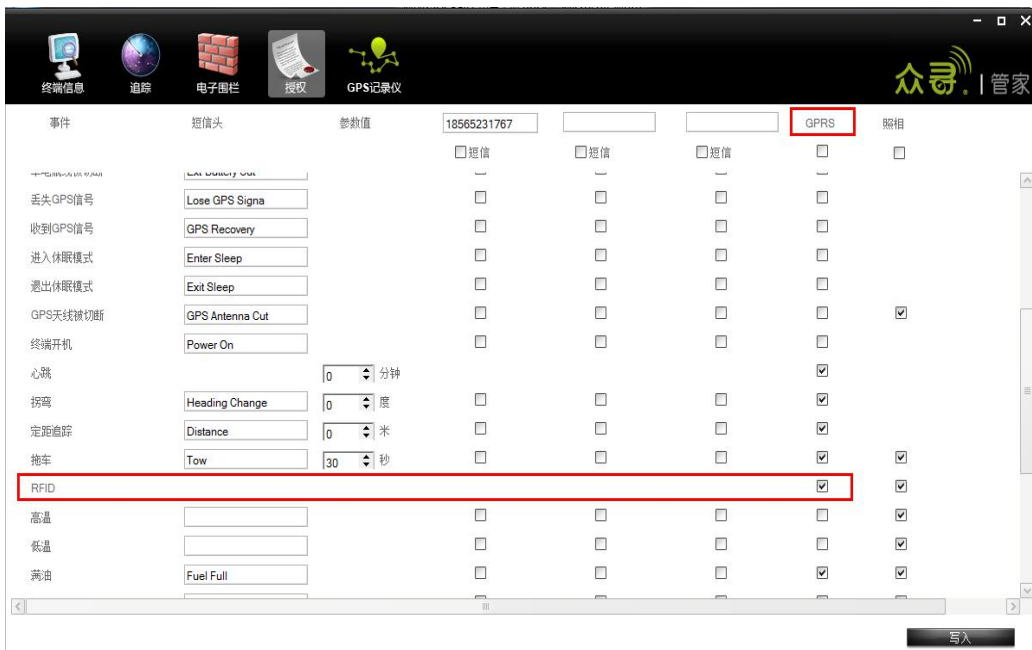 终端信息 追踪 电子围栏 授权 GPS记录仪 众寻 | 管家
事件 短信头 参数值 18565231767 GPRS 照相
短信 短信 短信
丢失GPS信号 Lose GPS Signa
收到GPS信号 GPS Recovery
进入休眠模式 Enter Sleep
退出休眠模式 Exit Sleep
GPS天线被切断 GPS Antenna Cut
终端开机 Power On
心跳 0 分钟
拐弯 Heading Change 0 度
定距追踪 Distance 0 米
拖车 Tow 30 秒
RFID
高温
低温
满油 Fuel Full
写入